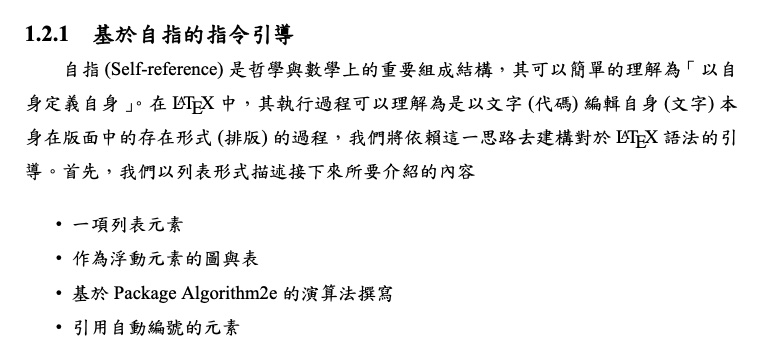 1.2.1 基於自指的指令引導
自指 (Self-reference) 是哲學與數學上的重要組成結構，其可以簡單的理解為「以自
身定義自身」。在 LATEX 中，其執行過程可以理解為是以文字 (代碼) 編輯自身 (文字) 本
身在版面中的存在形式 (排版) 的過程，我們將依賴這一思路去建構對於 LATEX 語法的引
導。首先，我們以列表形式描述接下來所要介紹的內容
• 一項列表元素
• 作為浮動元素的圖與表
• 基於 Package Algorithm2e 的演算法撰寫
• 引用自動編號的元素